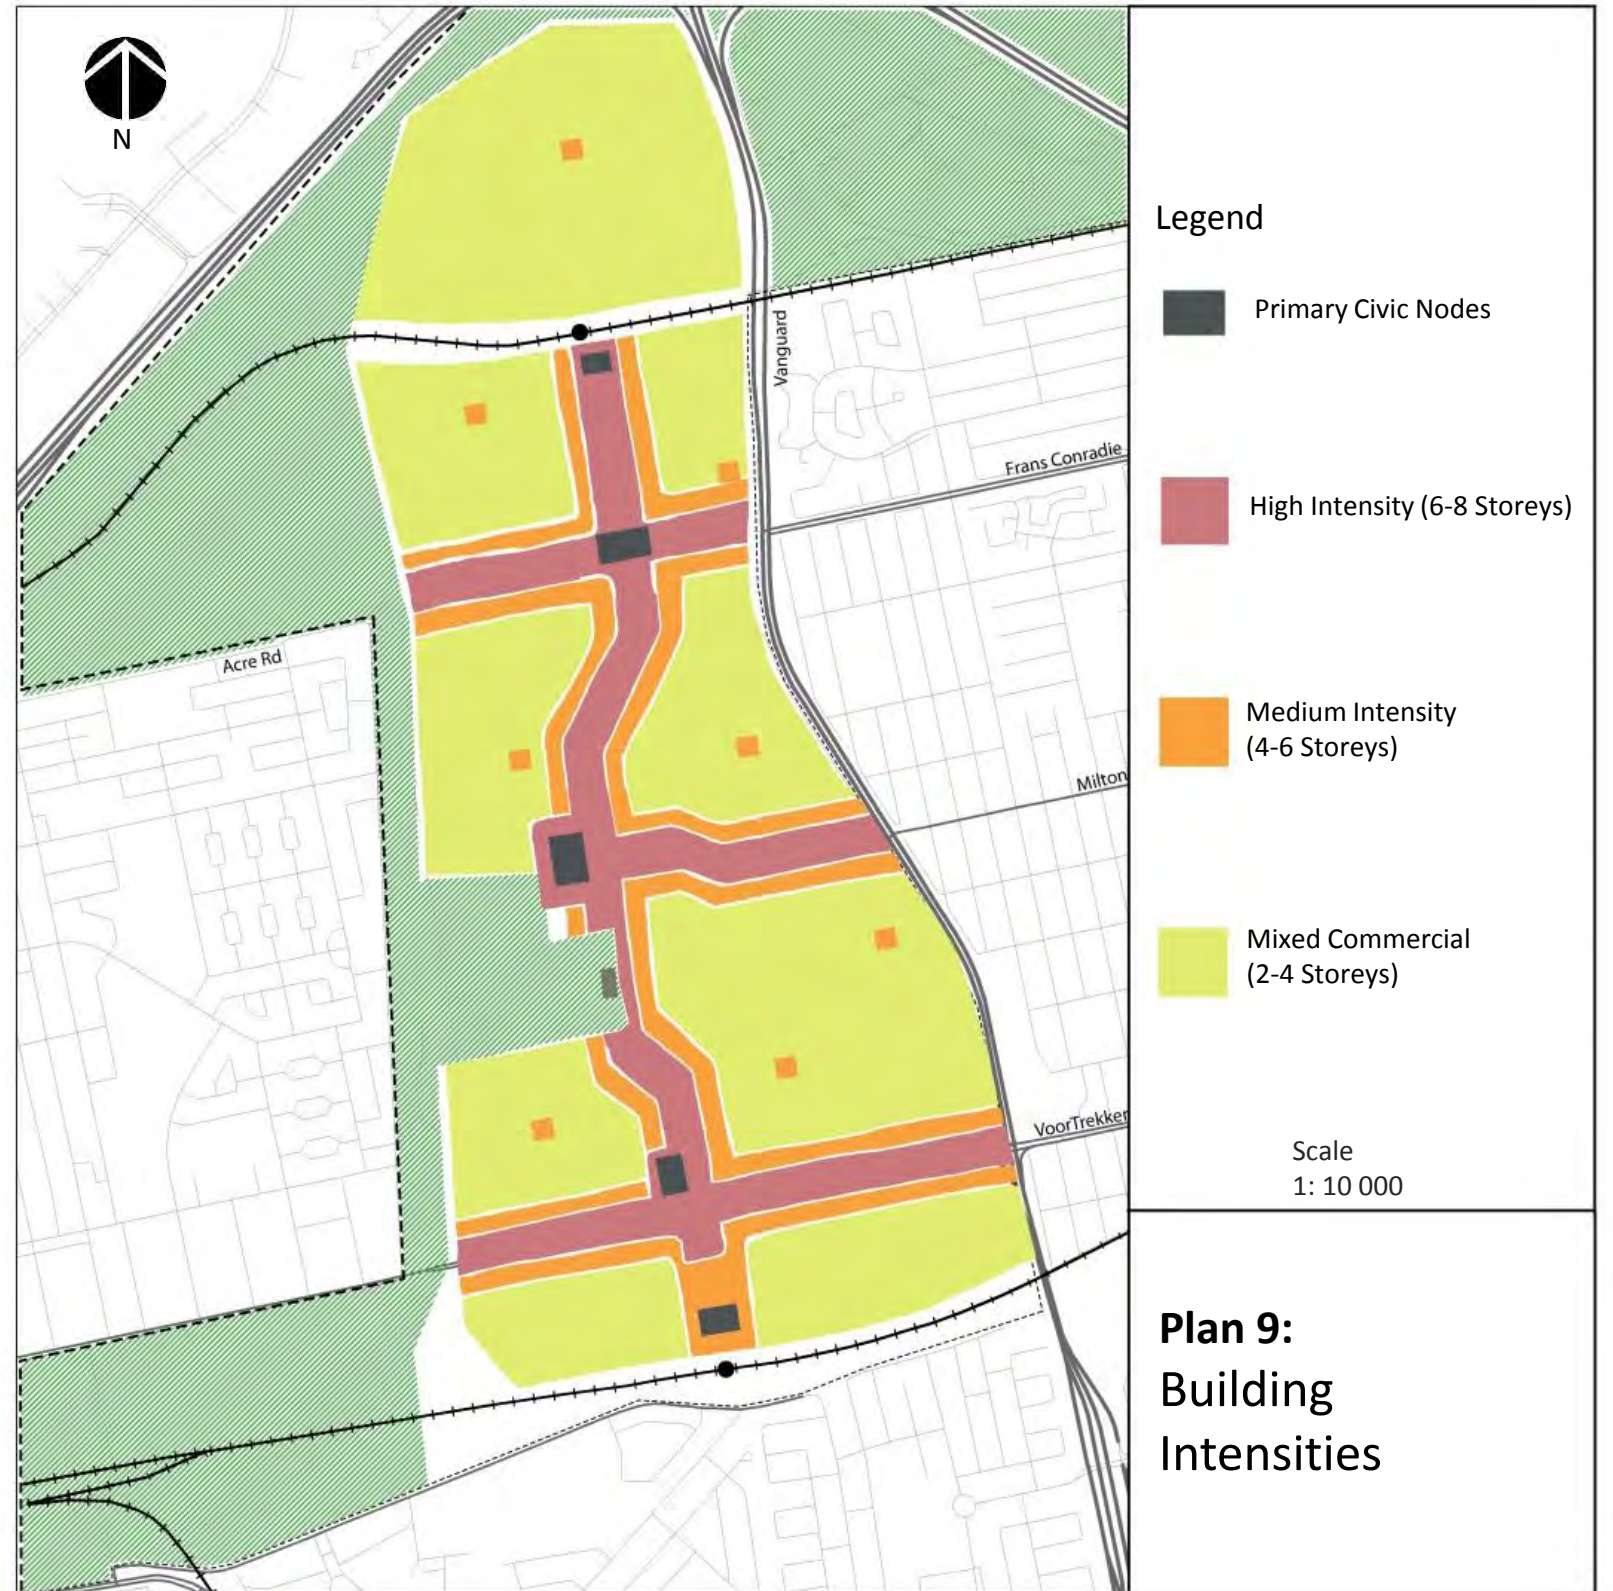 N
Vanguard
Frans Conradie
Acre Rd
Milton
VoorTrekker
Legend
Primary Civic Nodes
High Intensity (6-8 Storeys)
Medium Intensity
(4-6 Storeys)
Mixed Commercial
(2-4 Storeys)
Scale
1: 10 000
Plan 9:
Building
Intensities